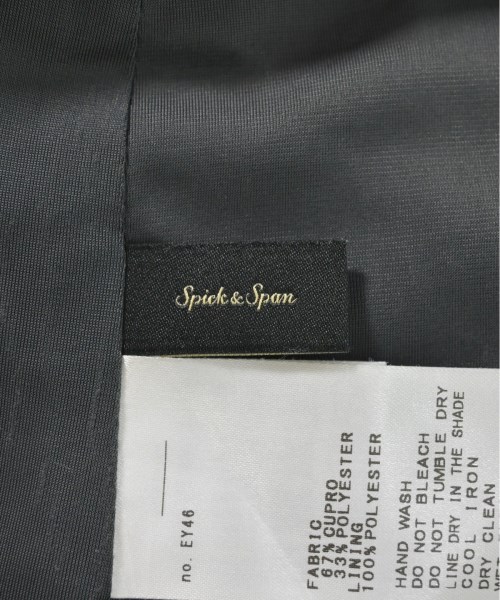 Spick & Span
no. EY46
FABRIC
67% CUPRO
33% POLYESTER
LINING
100% POLYESTER
HAND WASH
DO NOT BLEACH
DO NOT TUMBLE DRY
LINE DRY IN THE SHADE
COOL IRON
DRY CLEAN